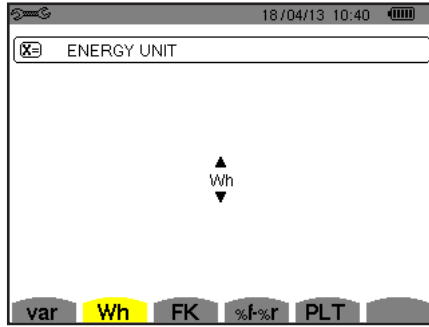 18/04/13 10:40
X= ENERGY UNIT
Wh
var Wh FK %f-%r PLT